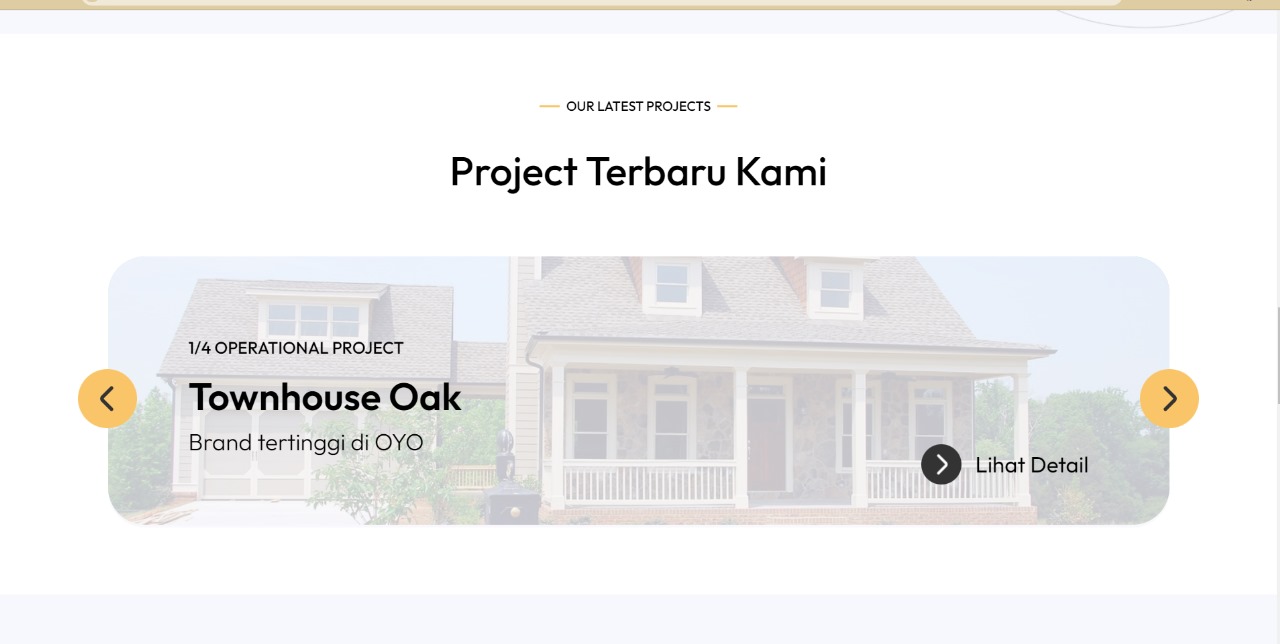 OUR LATEST PROJECTS
Project Terbaru Kami
1/4 OPERATIONAL PROJECT
Townhouse Oak
Brand tertinggi di OYO
Lihat Detail